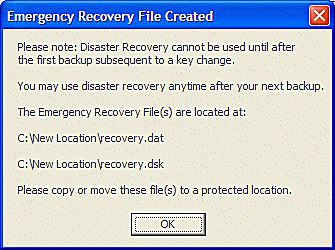 Emergency Recovery File Created
Please note: Disaster Recovery cannot be used until after
the first backup subsequent to a key change.
You may use disaster recovery anytime after your next backup.
The Emergency Recovery File(s) are located at:
C:\New Location\recovery.dat
C:\New Location\recovery.dsk
Please copy or move these file(s) to a protected location.
OK